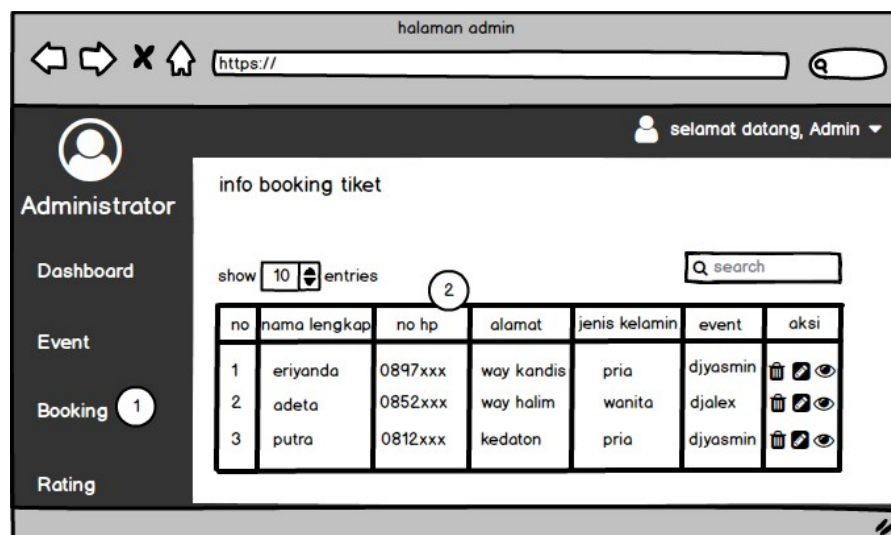 halaman admin
https://
selamat datang, Admin
Administrator
Dashboard
Event
Booking 1
Rating
info booking tiket
show 10 entries
search
2
no nama lengkap no hp alamat jenis kelamin event aksi
1 eriyanda 0897xxx way kandis pria djyasmin
2 adeta 0852xxx way halim wanita djalex
3 putra 0812xxx kedaton pria djyasmin